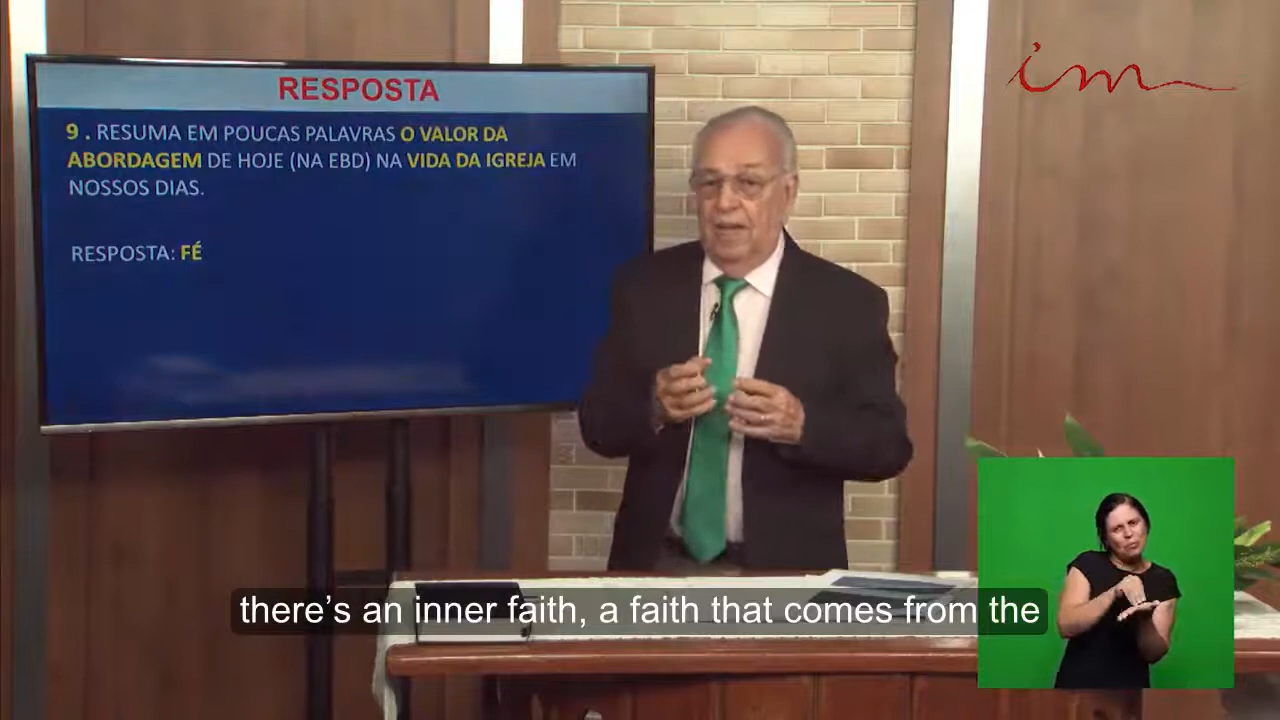 RESPOSTA
9 . RESUMA EM POUCAS PALAVRAS O VALOR DA
ABORDAGEM DE HOJE (NA EBD) NA VIDA DA IGREJA EM
NOSSOS DIAS.
RESPOSTA: FÉ
im
there’s an inner faith, a faith that comes from the